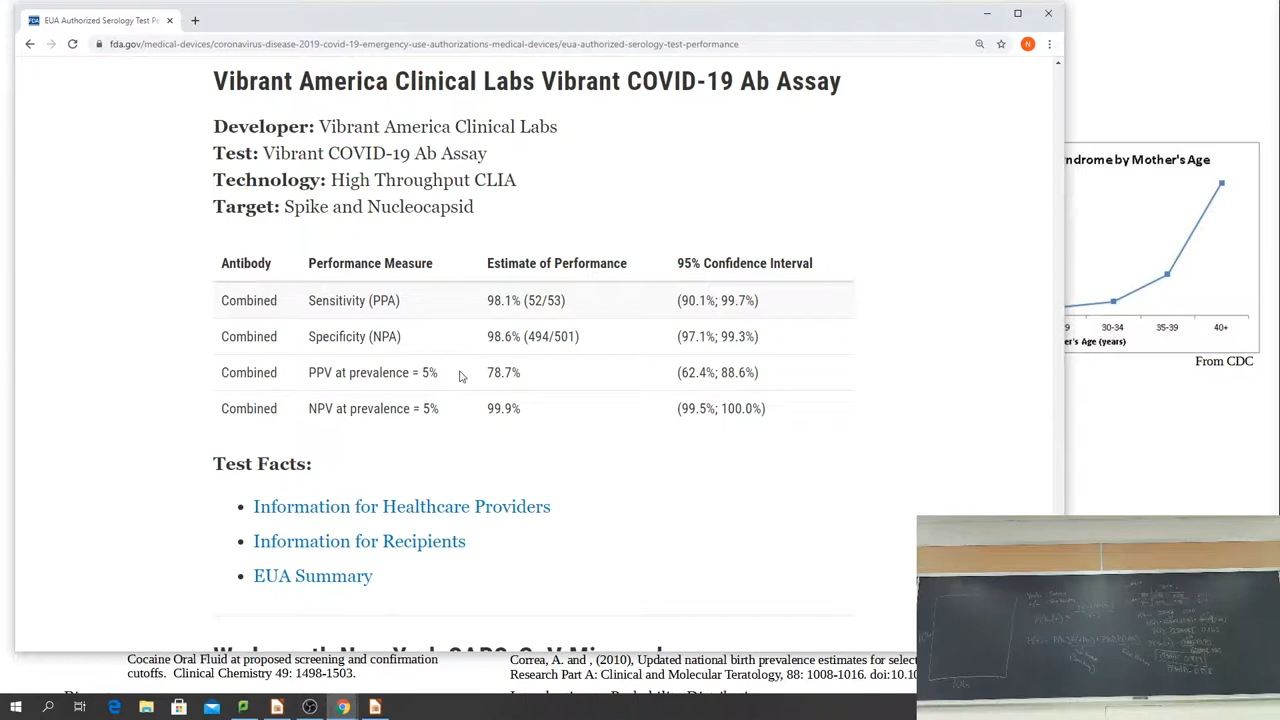 EUA Authorized Serology Test Pe
fda.gov/medical-devices/coronavirus-disease-2019-covid-19-emergency-use-authorizations-medical-devices/eua-authorized-serology-test-performance
N
Vibrant America Clinical Labs Vibrant COVID-19 Ab Assay
Developer: Vibrant America Clinical Labs
Test: Vibrant COVID-19 Ab Assay
Technology: High Throughput CLIA
Target: Spike and Nucleocapsid
Antibody Performance Measure Estimate of Performance 95% Confidence Interval
Combined Sensitivity (PPA) 98.1% (52/53) (90.1%; 99.7%)
Combined Specificity (NPA) 98.6% (494/501) (97.1%; 99.3%)
Combined PPV at prevalence = 5% 78.7% (62.4%; 88.6%)
Combined NPV at prevalence = 5% 99.9% (99.5%; 100.0%)
Test Facts:
Information for Healthcare Providers
Information for Recipients
EUA Summary
ndrome by Mother's Age
9 30-34 35-39 40+
r's Age (years)
From CDC
Cocaine Oral Fluid at proposed screening and confirmation
cutoffs. Clinical Chemistry 49: 1498-1503.
Correa, A. and , (2010), Updated national birth prevalence estimates for selec
Research Part A: Clinical and Molecular Teratology, 88: 1008-1016. doi:10.10